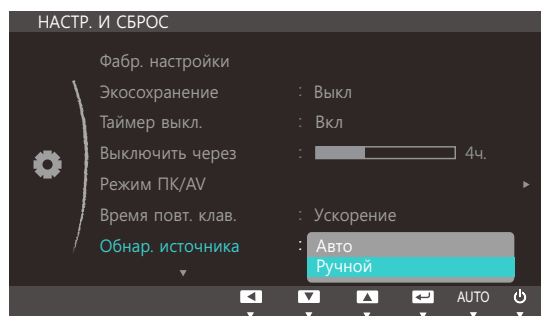 НАСТР. И СБРОС
Фабр. настройки
Экосохранение : Выкл
Таймер выкл. : Вкл
Выключить через : 4ч.
Режим ПК/AV
Время повт. клав. : Ускорение
Обнар. источника : Авто
Ручной
AUTO